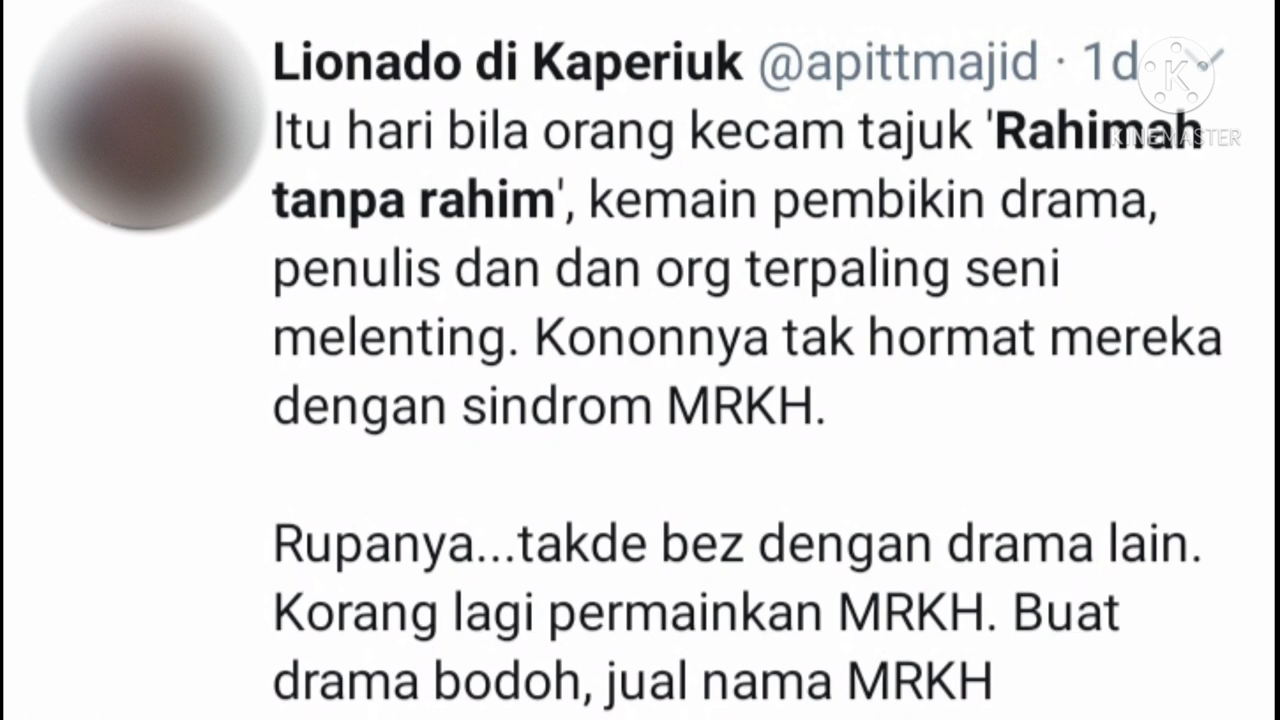 Lionado di Kaperiuk @apittmajid · 1d
Itu hari bila orang kecam tajuk 'Rahimah
tanpa rahim', kemain pembikin drama,
penulis dan dan org terpaling seni
melenting. Kononnya tak hormat mereka
dengan sindrom MRKH.
Rupanya...takde bez dengan drama lain.
Korang lagi permainkan MRKH. Buat
drama bodoh, jual nama MRKH
K
KINEMASTER